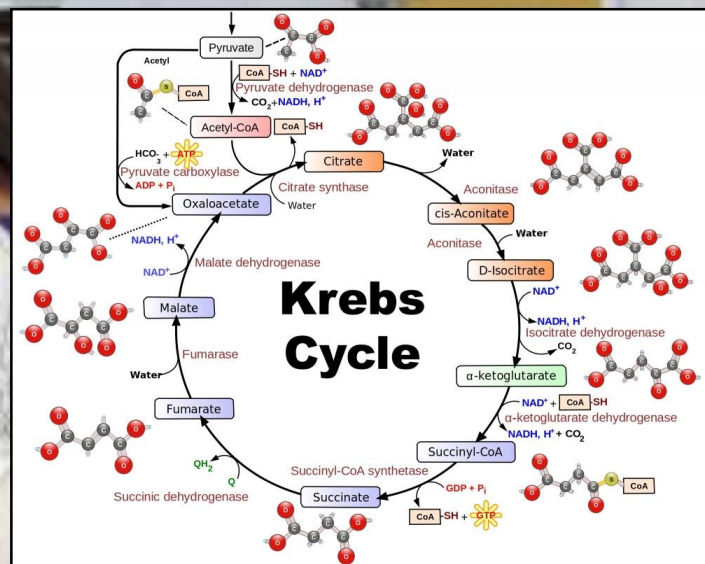 Pyruvate
Acetyl
CoA -SH + NAD⁺
Pyruvate dehydrogenase
CO₂+NADH, H⁺
S CoA
Acetyl-CoA
CoA -SH
HCO₃⁻ + ATP
Pyruvate carboxylase
ADP + Pᵢ
Citrate
Water
Citrate synthase
Water
Aconitase
cis-Aconitate
Aconitase
Water
D-Isocitrate
NAD⁺
NADH, H⁺
Isocitrate dehydrogenase
CO₂
α-ketoglutarate
NAD⁺ + CoA -SH
α-ketoglutarate dehydrogenase
NADH, H⁺ + CO₂
Succinyl-CoA
S CoA
Succinyl-CoA synthetase
GDP + Pᵢ
CoA -SH + GTP
Succinate
QH₂
Q
Succinic dehydrogenase
Fumarate
Water
Fumarase
Malate
NAD⁺
Malate dehydrogenase
NADH, H⁺
Oxaloacetate
Krebs
Cycle